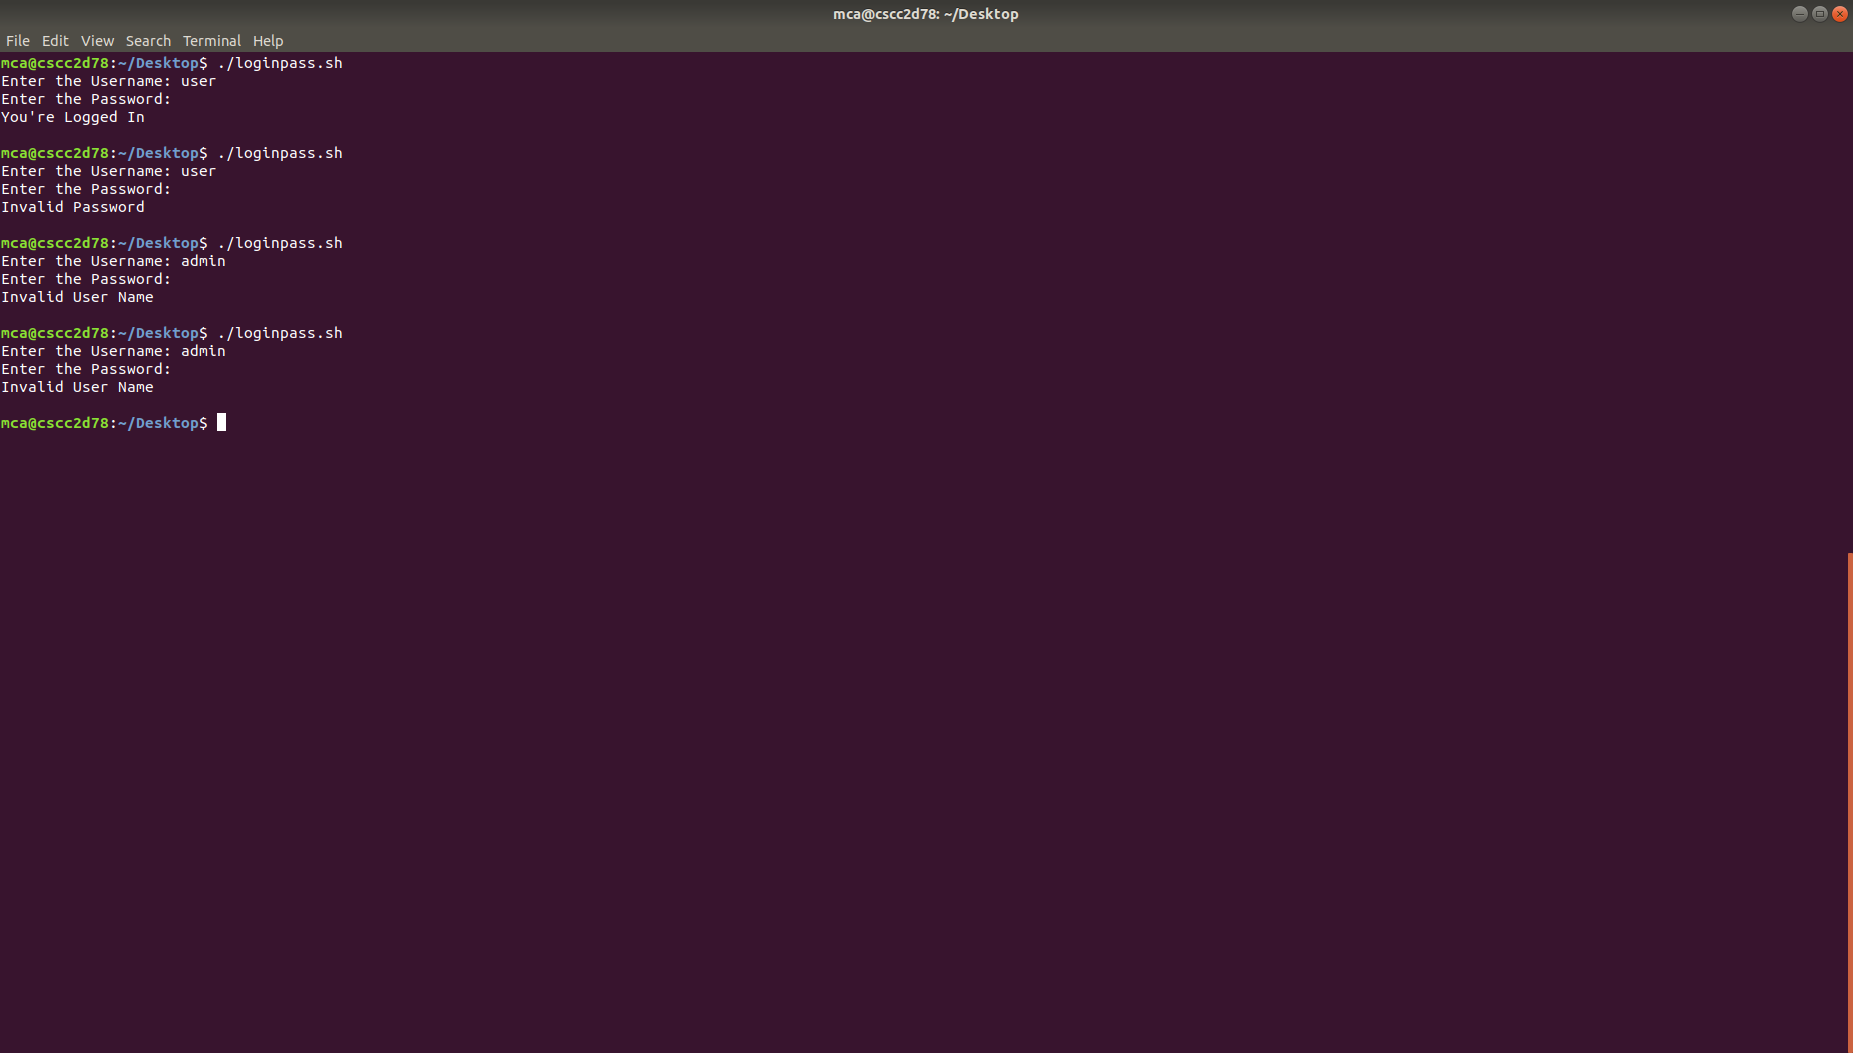 mca@cscc2d78: ~/Desktop
File Edit View Search Terminal Help
mca@cscc2d78:~/Desktop$ ./loginpass.sh
Enter the Username: user
Enter the Password:
You're Logged In
mca@cscc2d78:~/Desktop$ ./loginpass.sh
Enter the Username: user
Enter the Password:
Invalid Password
mca@cscc2d78:~/Desktop$ ./loginpass.sh
Enter the Username: admin
Enter the Password:
Invalid User Name
mca@cscc2d78:~/Desktop$ ./loginpass.sh
Enter the Username: admin
Enter the Password:
Invalid User Name
mca@cscc2d78:~/Desktop$